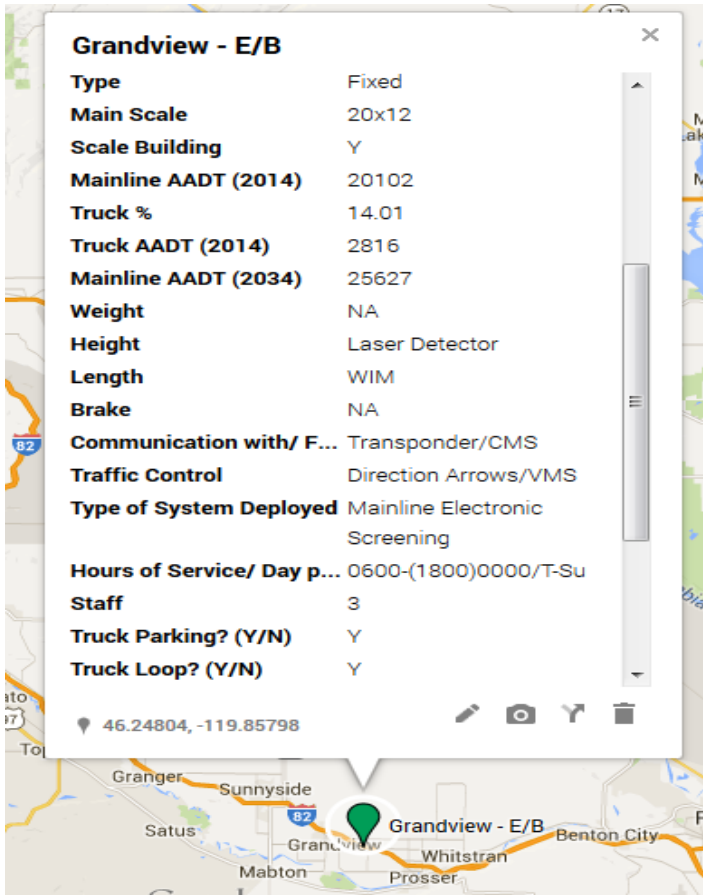 17
Grandview - E/B
Type Fixed
Main Scale 20x12
Scale Building Y
Mainline AADT (2014) 20102
Truck % 14.01
Truck AADT (2014) 2816
Mainline AADT (2034) 25627
Weight NA
Height Laser Detector
Length WIM
Brake NA
82
Communication with/ F... Transponder/CMS
Traffic Control Direction Arrows/VMS
Type of System Deployed Mainline Electronic
Screening
Hours of Service/ Day p... 0600-(1800)0000/T-Su
Staff 3
Truck Parking? (Y/N) Y
Truck Loop? (Y/N) Y
46.24804, -119.85798
Granger
Sunnyside
82
Satus
Grandview - E/B
Grandview
Benton City
Whitstran
Mabton
Prosser